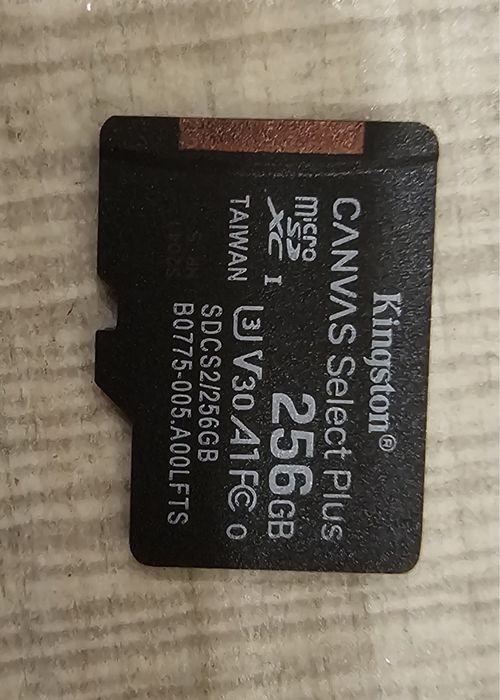 Kingston®
CANVAS Select Plus
micro SD XC I 256GB
TAIWAN U3 V30 A1 FC
SDCS2/256GB
B0775-005.A00LFTS